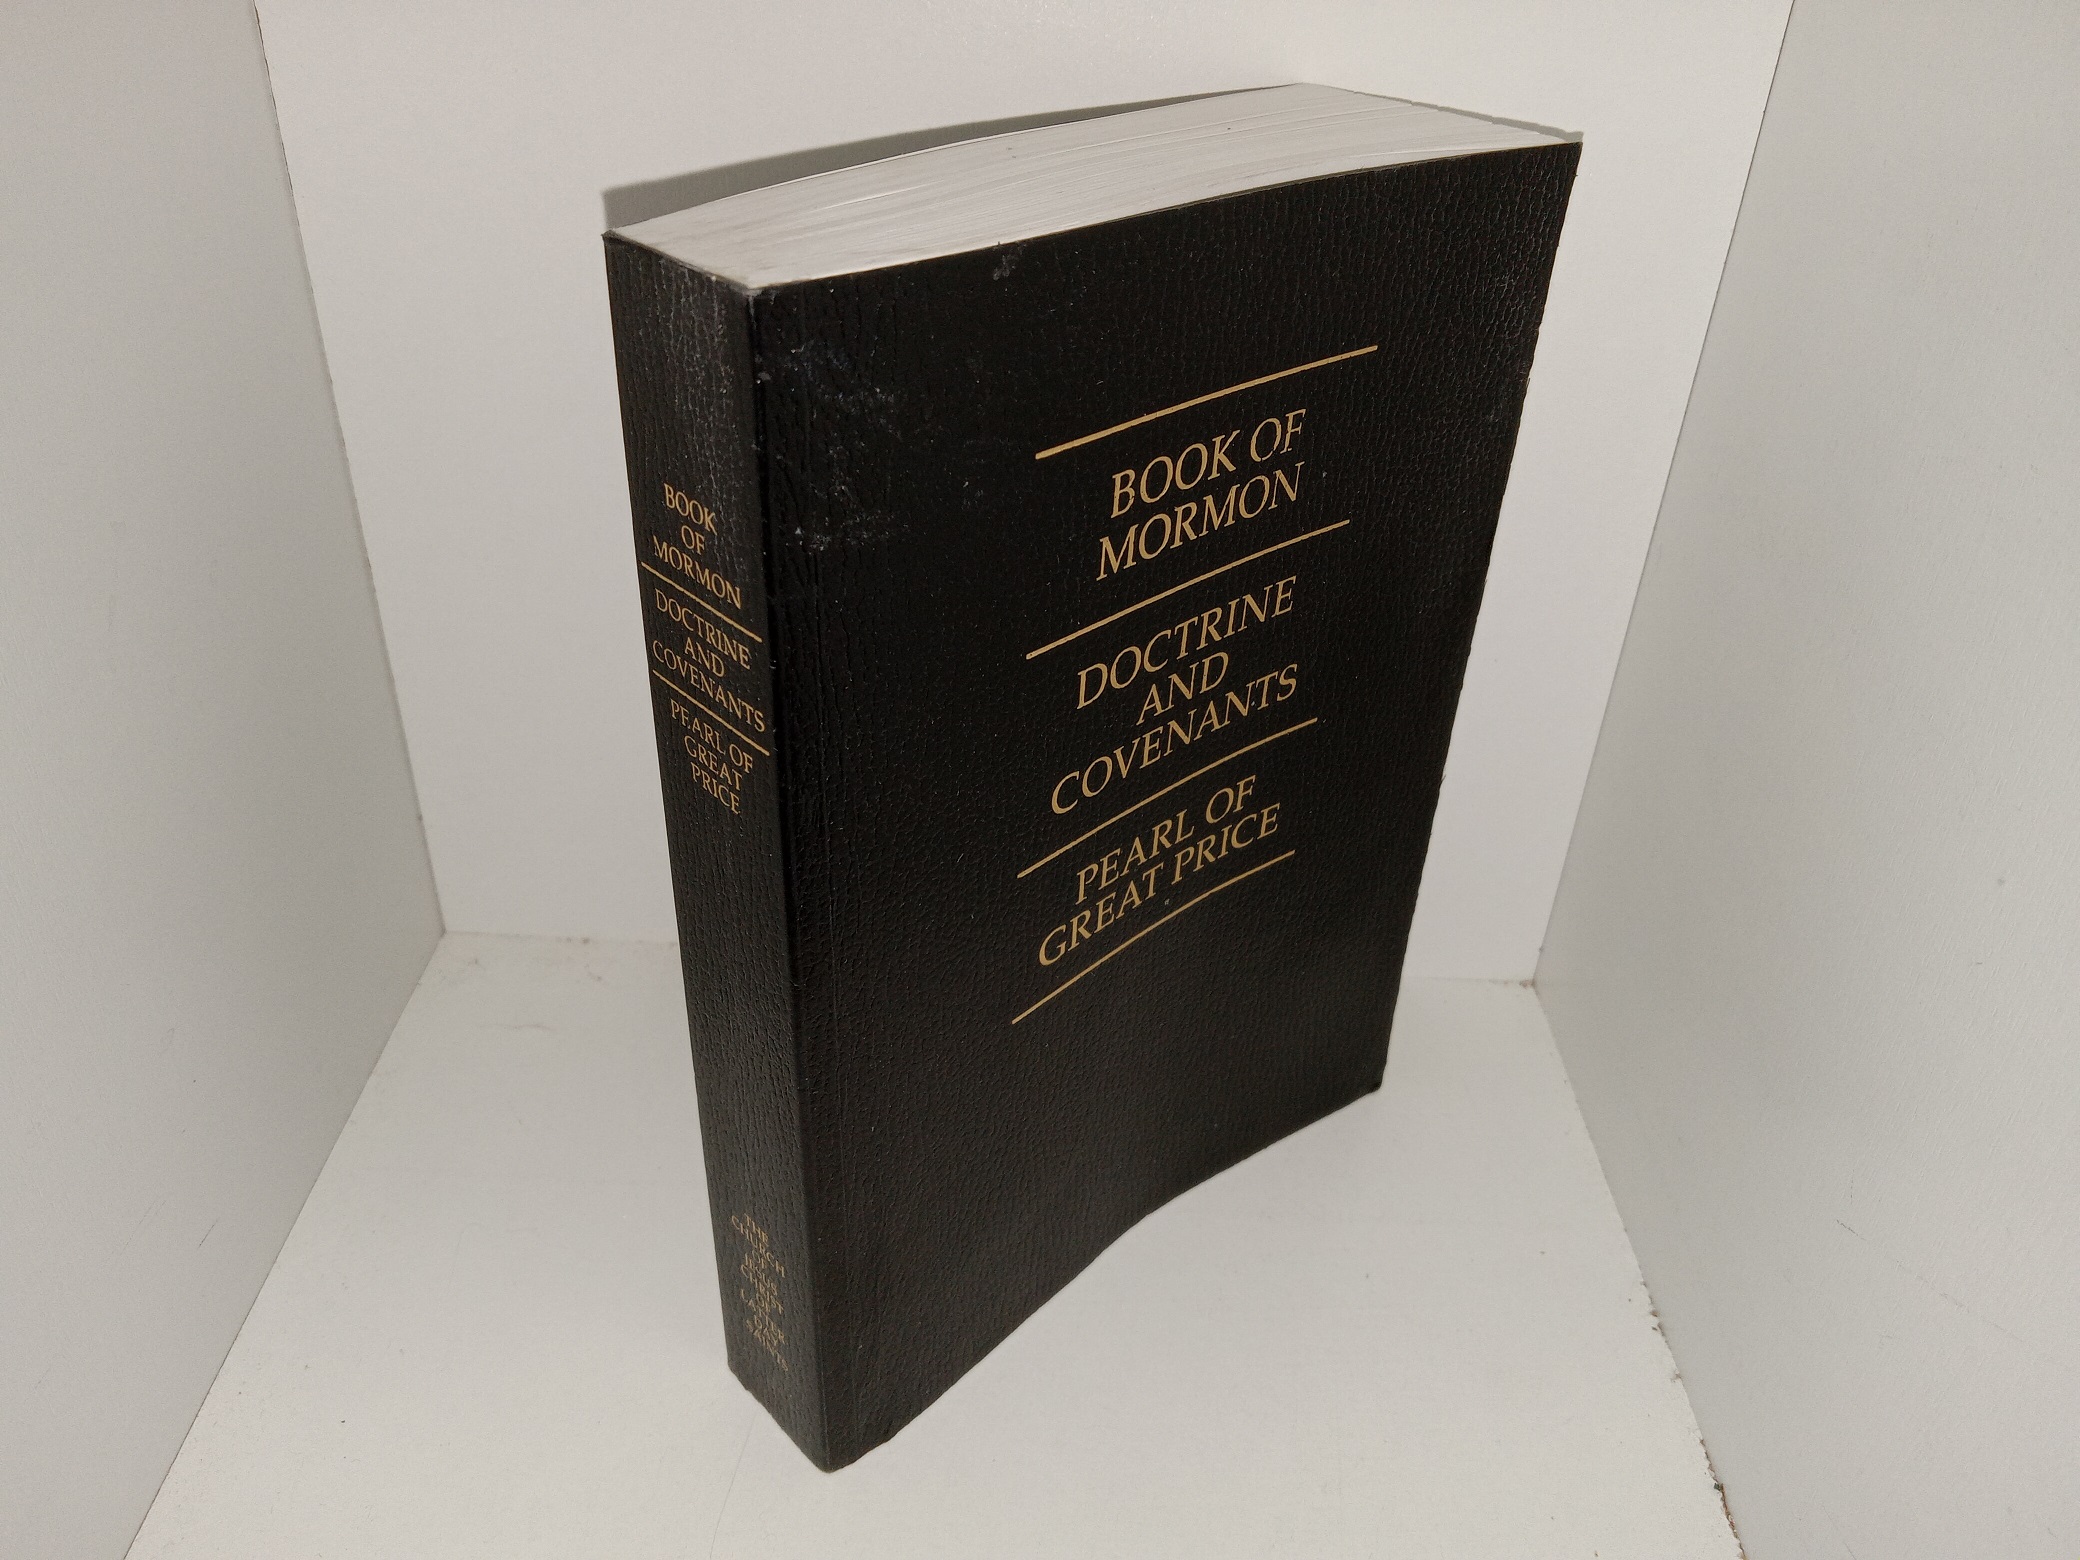 BOOK
OF
MORMON
DOCTRINE
AND
COVENANTS
PEARL OF
GREAT
PRICE
THE
CHURCH
OF
JESUS
CHRIST
OF
LATTER
DAY
SAINTS
BOOK OF
MORMON
DOCTRINE
AND
COVENANTS
PEARL OF
GREAT PRICE